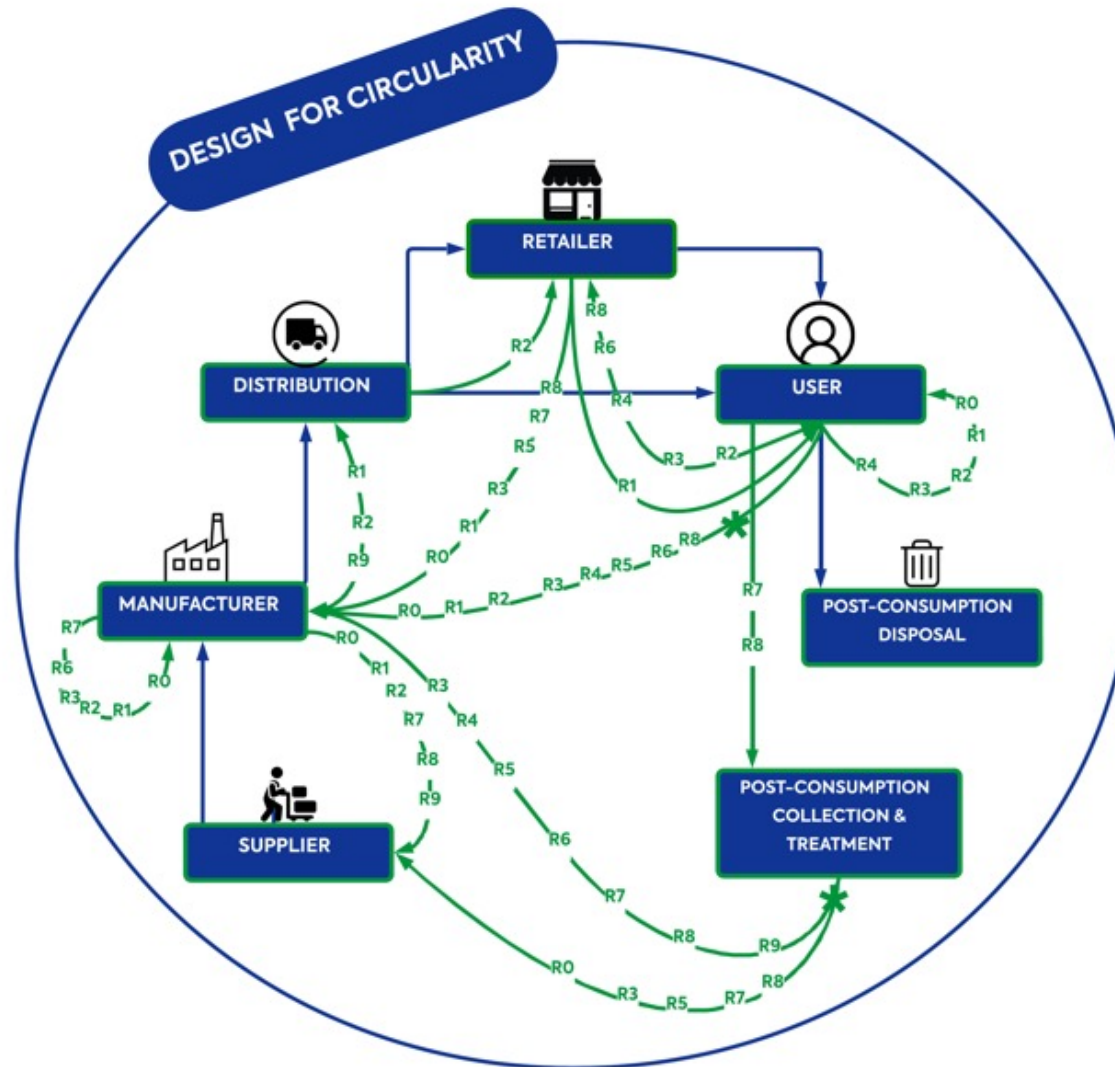 DESIGN FOR CIRCULARITY
RETAILER
R2
R8
R7
R5
R3
R1
R0
R8
R6
R4
R3
R2
R1
DISTRIBUTION
USER
R0
R1
R2
R3
R4
R1
R2
R9
R8
R6
R5
R4
R3
R2
R1
R0
MANUFACTURER
R7
R6
R3
R2
R1
R0
R0
R1
R2
R7
R8
R9
R7
R8
POST-CONSUMPTION
DISPOSAL
R3
R4
R5
R6
R7
R8
R9
SUPPLIER
POST-CONSUMPTION
COLLECTION &
TREATMENT
R0
R3
R5
R7
R8